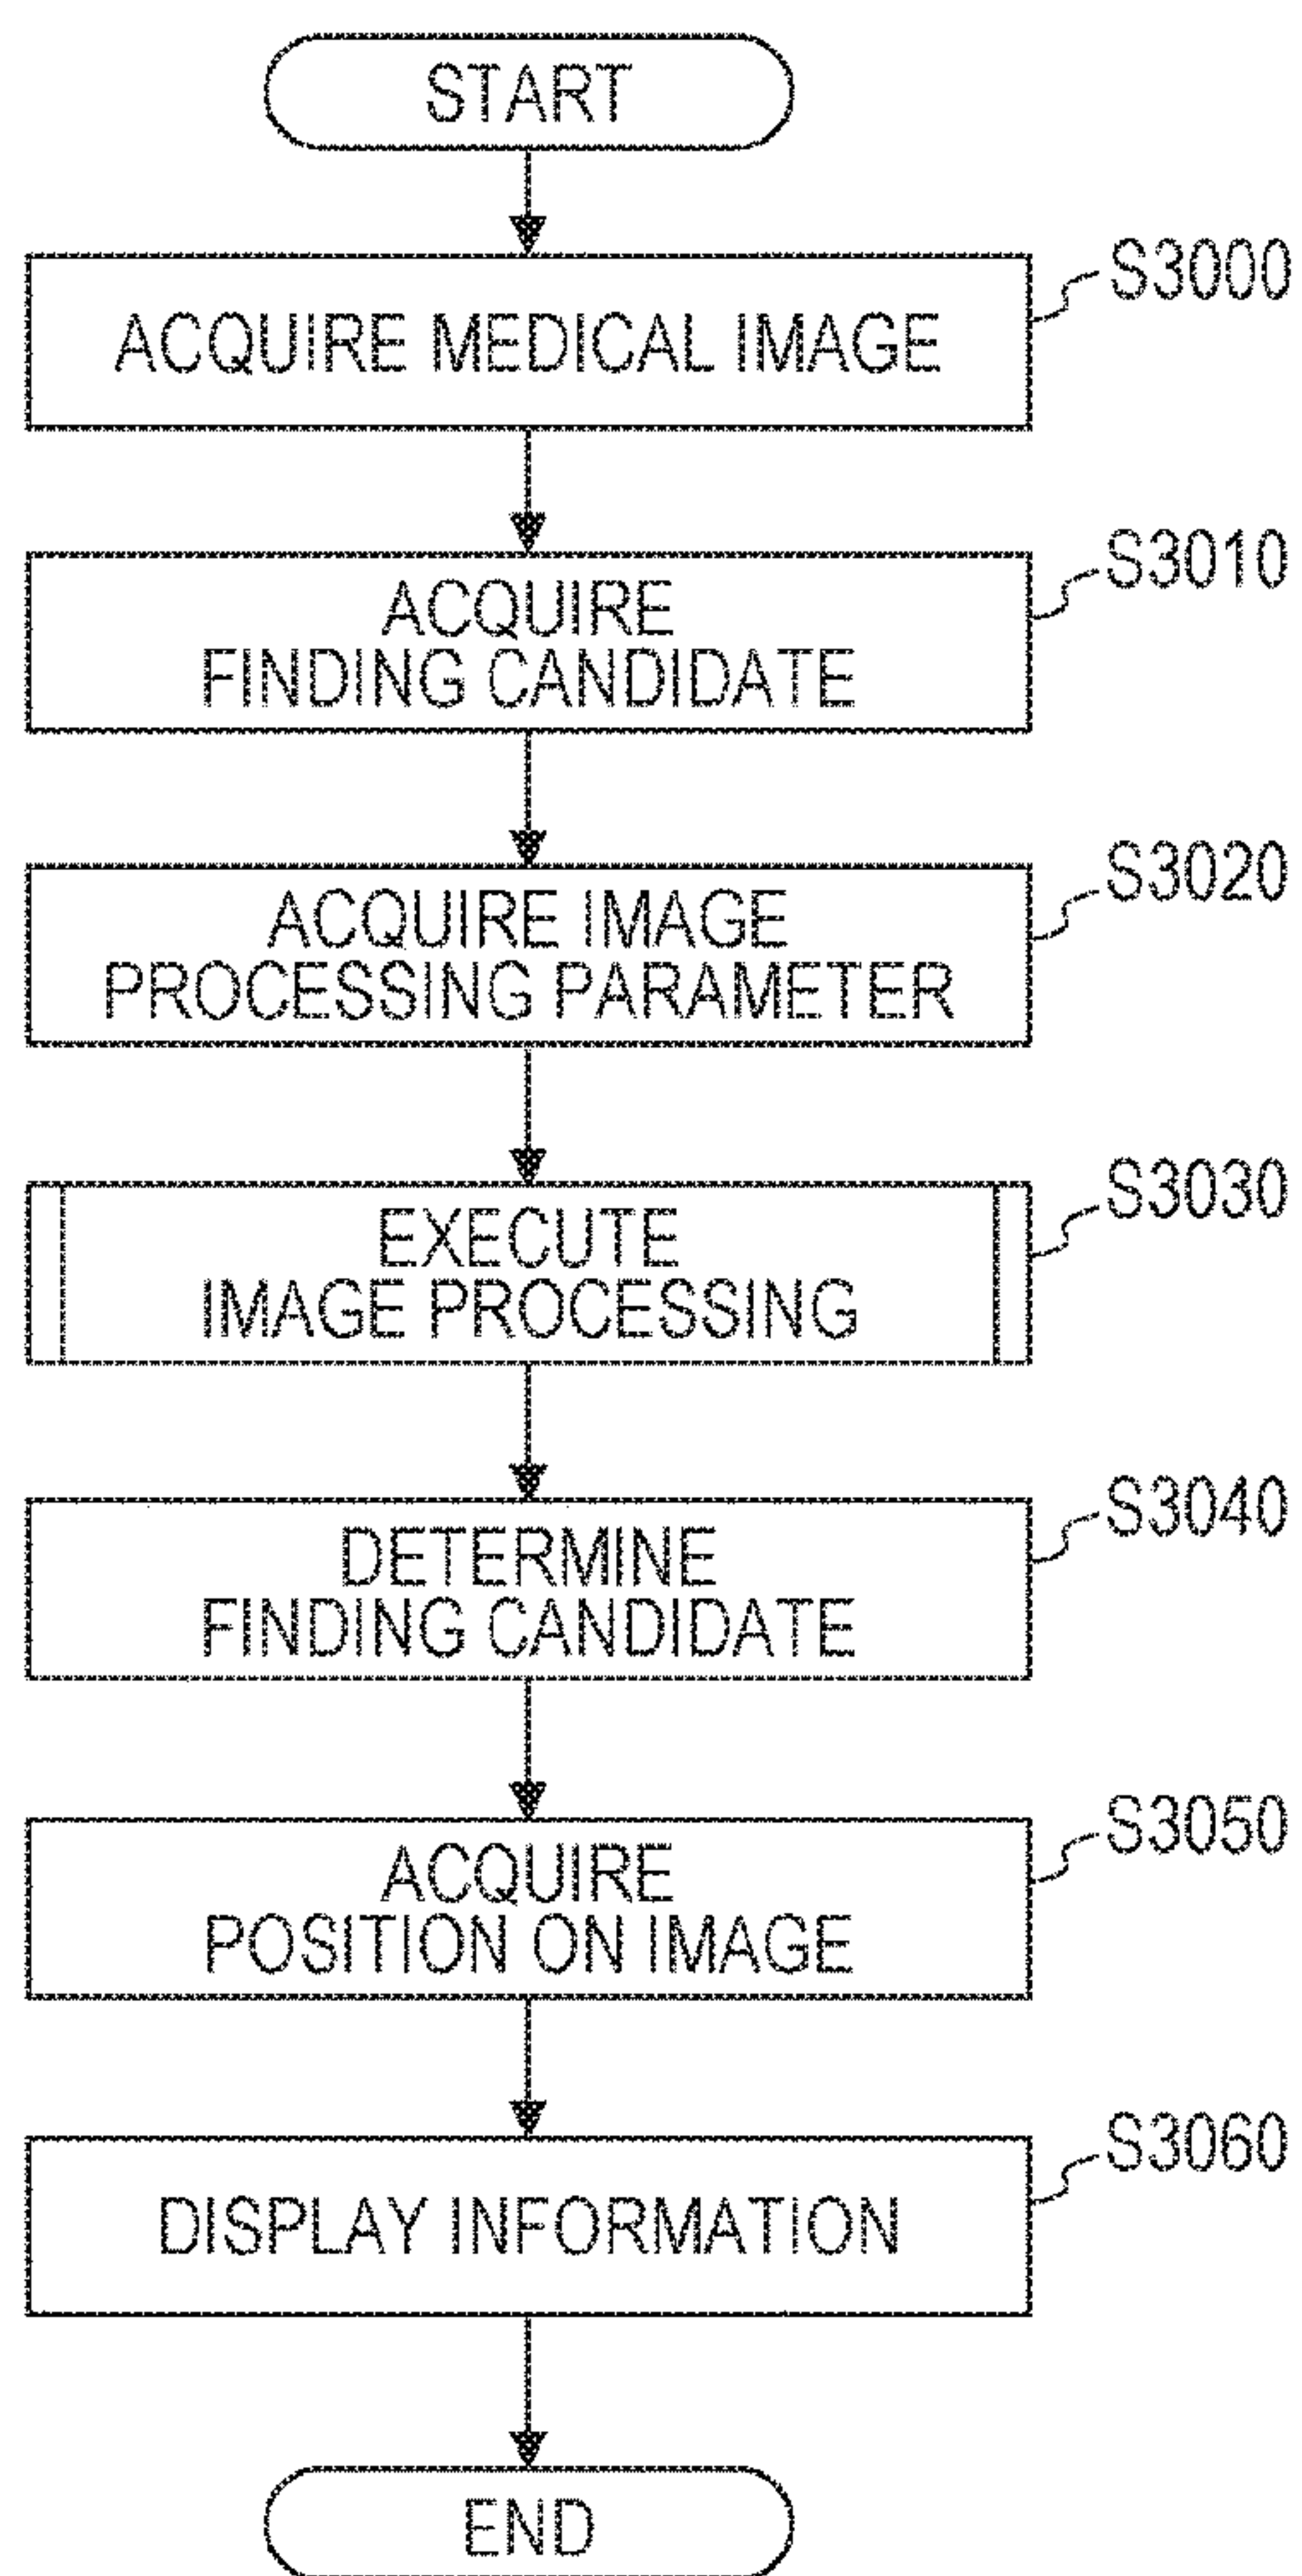 START
ACQUIRE MEDICAL IMAGE
S3000
ACQUIRE
FINDING CANDIDATE
S3010
ACQUIRE IMAGE
PROCESSING PARAMETER
S3020
EXECUTE
IMAGE PROCESSING
S3030
DETERMINE
FINDING CANDIDATE
S3040
ACQUIRE
POSITION ON IMAGE
S3050
DISPLAY INFORMATION
S3060
END